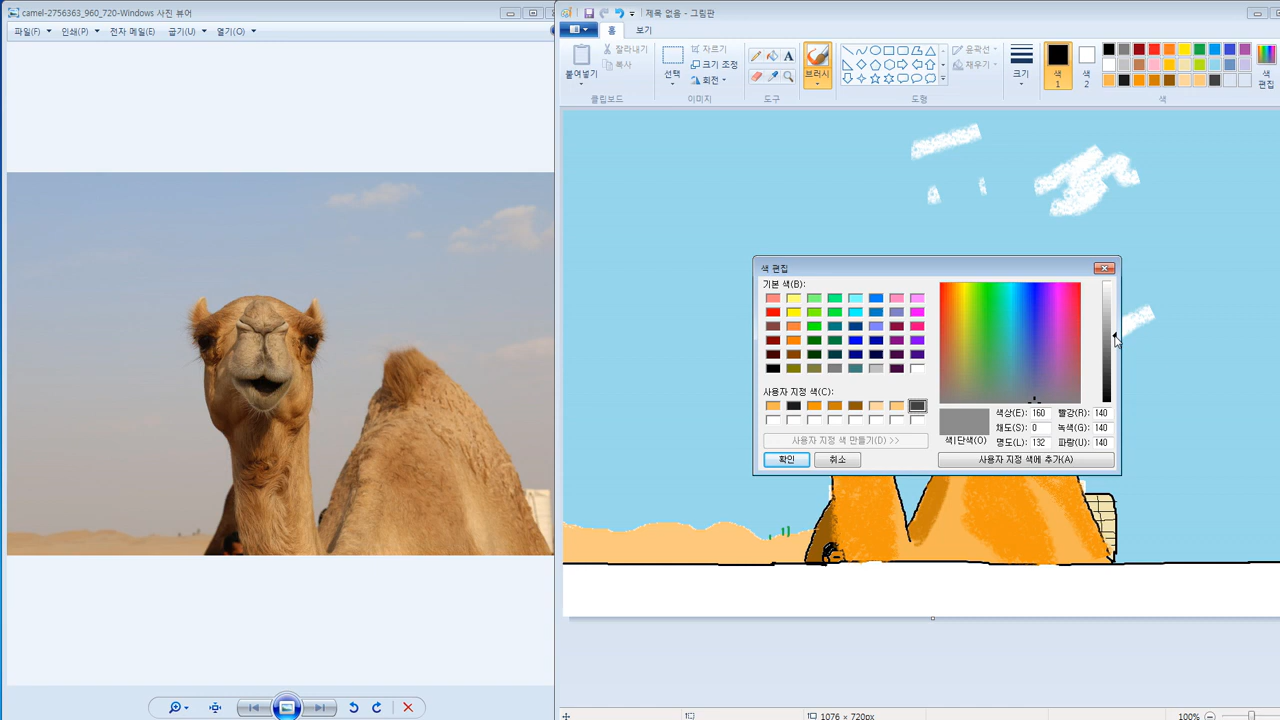 camel-2756363_960_720-Windows 사진 뷰어
파일(F) 인쇄(P) 전자 메일(E) 굽기(U) 열기(O)
제목 없음 - 그림판
홈 보기
붙여넣기
잘라내기
복사
클립보드
선택
자르기
크기 조정
회전
이미지
A
도구
브러시
윤곽선
채우기
도형
크기
색 1
색 2
색
색 편집
색 편집
기본 색(B):
사용자 지정 색(C):
사용자 지정 색 만들기(D) >>
확인 취소
색|단색(O)
색상(E): 160 빨강(R): 140
채도(S): 0 녹색(G): 140
명도(L): 132 파랑(U): 140
사용자 지정 색에 추가(A)
1076 × 720px
100%